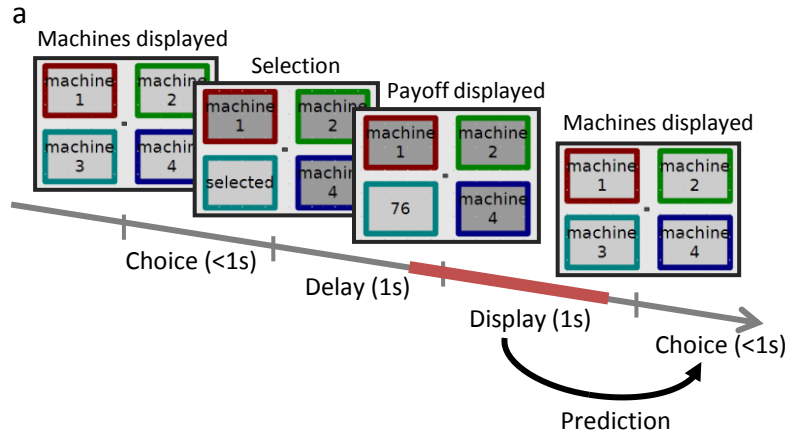 a
Machines displayed
machine
1
machine
2
machine
3
machine
4
Selection
machine
1
machine
2
selected
machine
4
Payoff displayed
machine
1
machine
2
76
machine
4
Machines displayed
machine
1
machine
2
machine
3
machine
4
Choice (<1s)
Delay (1s)
Display (1s)
Choice (<1s)
Prediction